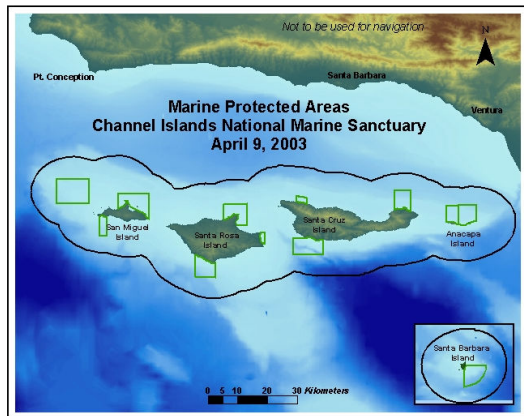 Not to be used for navigation
N
Pt. Conception
Santa Barbara
Ventura
Marine Protected Areas
Channel Islands National Marine Sanctuary
April 9, 2003
San Miguel
Island
Santa Rosa
Island
Santa Cruz
Island
Anacapa
Island
Santa Barbara
Island
0 5 10 20 30 Kilometers